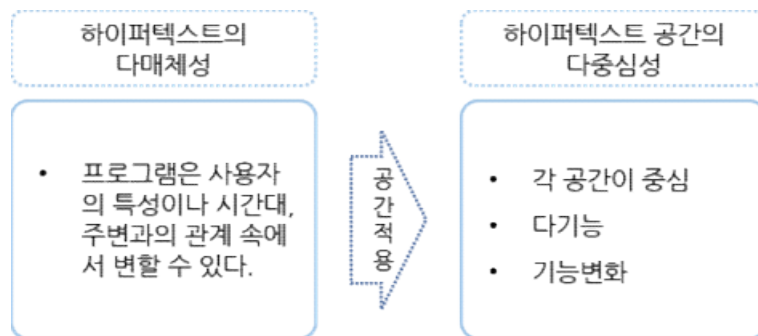 하이퍼텍스트의
다매체성
• 프로그램은 사용자
의 특성이나 시간대,
주변과의 관계 속에
서 변할 수 있다.
공
간
적
용
하이퍼텍스트 공간의
다중심성
• 각 공간이 중심
• 다기능
• 기능변화